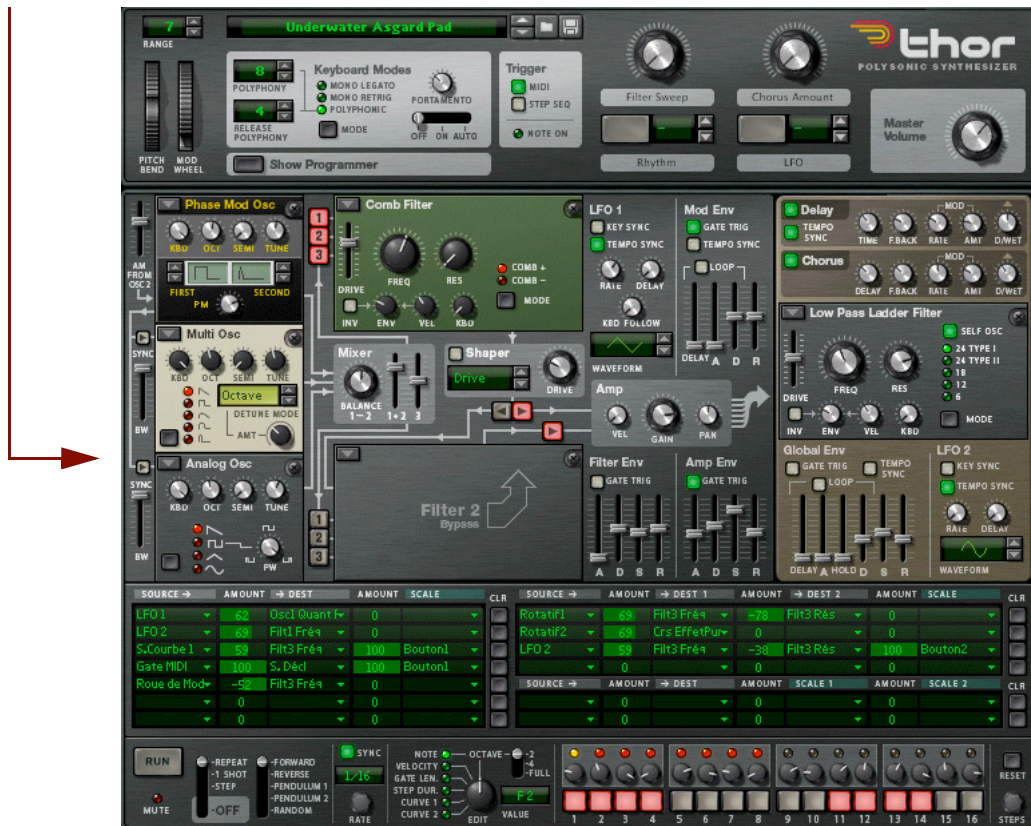 7
RANGE
Underwater Asgard Pad
thor
POLYSONIC SYNTHESIZER
8
POLYPHONY
4
RELEASE
POLYPHONY
Keyboard Modes
MONO LEGATO
MONO RETRIG
POLYPHONIC
MODE
PORTAMENTO
OFF ON AUTO
Trigger
MIDI
STEP SEQ
NOTE ON
Filter Sweep
Chorus Amount
Rhythm
LFO
Master
Volume
PITCH
BEND
MOD
WHEEL
Show Programmer
AM
FROM
OSC 2
SYNC
BW
SYNC
BW
Phase Mod Osc
KBD OCT SEMI TUNE
FIRST SECOND
PM
Multi Osc
KBD OCT SEMI TUNE
Octave
DETUNE MODE
AMT
Analog Osc
KBD OCT SEMI TUNE
PW
1
2
3
Comb Filter
DRIVE
FREQ
RES
COMB +
COMB −
MODE
INV ENV VEL KBD
Mixer
BALANCE
1−2 1+2 3
Shaper
Drive
DRIVE
Filter 2
Bypass
1
2
3
LFO 1
KEY SYNC
TEMPO SYNC
RATE DELAY
KBD FOLLOW
WAVEFORM
Mod Env
GATE TRIG
TEMPO SYNC
LOOP
DELAY A D R
Amp
VEL GAIN PAN
Filter Env
GATE TRIG
A D S R
Amp Env
GATE TRIG
A D S R
Delay
TEMPO
SYNC
MOD
TIME F.BACK RATE AMT D/WET
Chorus
MOD
DELAY F.BACK RATE AMT D/WET
Low Pass Ladder Filter
DRIVE
FREQ
RES
SELF OSC
24 TYPE I
24 TYPE II
18
12
6
MODE
INV ENV VEL KBD
Global Env
GATE TRIG
TEMPO
SYNC
LOOP
DELAY A HOLD D S R
LFO 2
KEY SYNC
TEMPO SYNC
RATE DELAY
WAVEFORM
SOURCE → AMOUNT → DEST AMOUNT SCALE CLR
LFO 1 62 Osc1 Quant F 0
LFO 2 69 Filt1 Fréq 0
S.Courbe 1 59 Filt3 Fréq 100 Bouton1
Gate MIDI 100 S. Décl 100 Bouton1
Roue de Mod -52 Filt3 Fréq 0
0 0
0 0
SOURCE → AMOUNT → DEST 1 AMOUNT → DEST 2 AMOUNT SCALE CLR
Rotatif1 69 Filt3 Fréq -78 Filt3 Rés 0
Rotatif2 69 Crs EffetPur 0 0
LFO 2 59 Filt3 Fréq -38 Filt3 Rés 100 Bouton2
0 0 0
SOURCE → AMOUNT → DEST AMOUNT SCALE 1 AMOUNT SCALE 2 CLR
0 0 0
0 0 0
RUN
MUTE
REPEAT
1 SHOT
STEP
OFF
FORWARD
REVERSE
PENDULUM 1
PENDULUM 2
RANDOM
SYNC
1/16
RATE
NOTE
VELOCITY
GATE LEN.
STEP DUR.
CURVE 1
CURVE 2
EDIT
OCTAVE
2
4
FULL
F 2
VALUE
1 2 3 4 5 6 7 8 9 10 11 12 13 14 15 16
RESET
STEPS